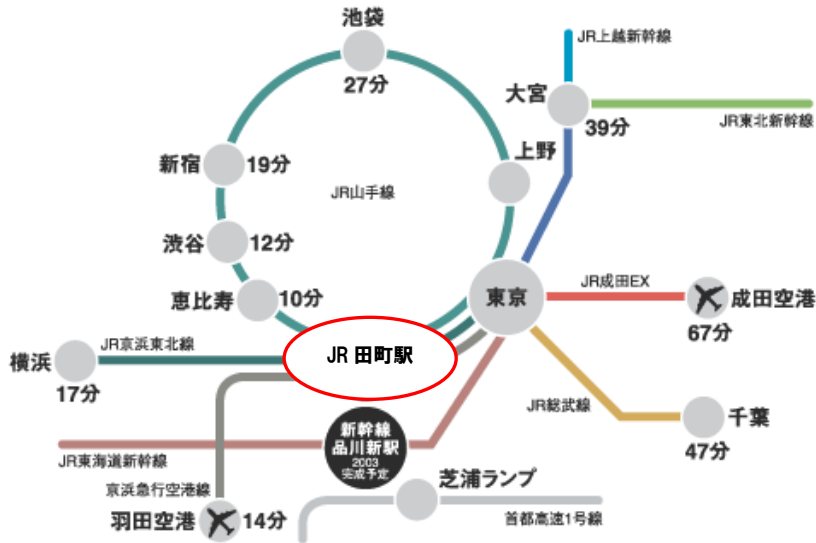 池袋
27分
JR上越新幹線
大宮
39分
JR東北新幹線
上野
新宿
19分
JR山手線
渋谷
12分
恵比寿
10分
東京
JR成田EX
成田空港
67分
JR京浜東北線
横浜
17分
JR 田町駅
JR総武線
千葉
47分
新幹線
品川新駅
2003
完成予定
JR東海道新幹線
京浜急行空港線
羽田空港
14分
芝浦ランプ
首都高速1号線